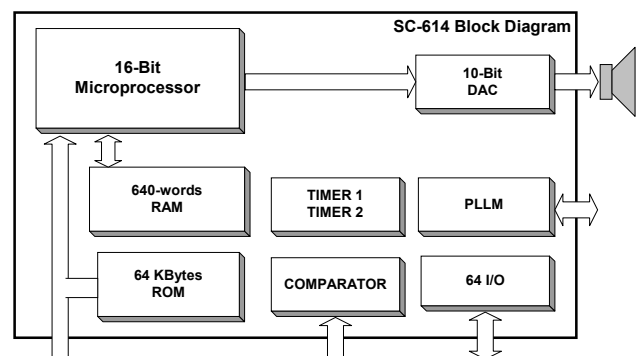 SC-614 Block Diagram
16-Bit
Microprocessor
10-Bit
DAC
640-words
RAM
TIMER 1
TIMER 2
PLLM
64 KBytes
ROM
COMPARATOR
64 I/O